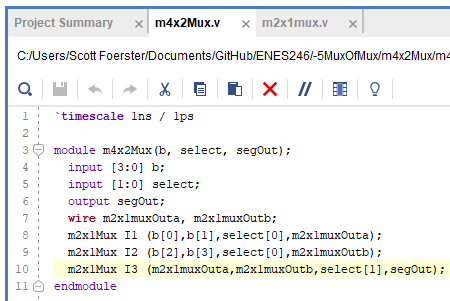 Project Summary × m4x2Mux.v × m2x1mux.v ×
C:/Users/Scott Foerster/Documents/GitHub/ENES246/-5MuxOfMux/m4x2Mux/m4
1 `timescale 1ns / 1ps
2
3 module m4x2Mux(b, select, segOut);
4 input [3:0] b;
5 input [1:0] select;
6 output segOut;
7 wire m2x1muxOuta, m2x1muxOutb;
8 m2x1Mux I1 (b[0],b[1],select[0],m2x1muxOuta);
9 m2x1Mux I2 (b[2],b[3],select[0],m2x1muxOutb);
10 m2x1Mux I3 (m2x1muxOuta,m2x1muxOutb,select[1],segOut);
11 endmodule